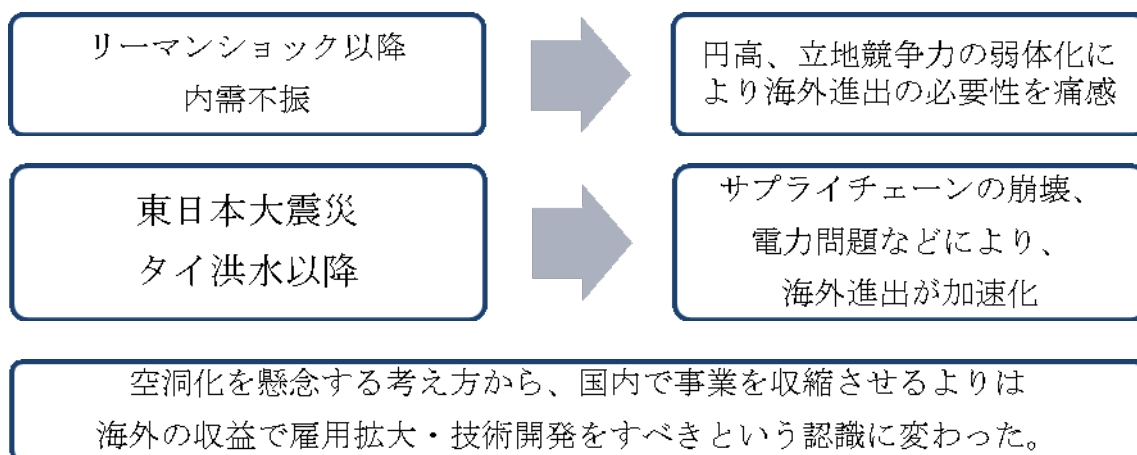 リーマンショック以降
内需不振
円高、立地競争力の弱体化に
より海外進出の必要性を痛感
東日本大震災
タイ洪水以降
サプライチェーンの崩壊、
電力問題などにより、
海外進出が加速化
空洞化を懸念する考え方から、国内で事業を収縮させるよりは
海外の収益で雇用拡大・技術開発をすべきという認識に変わった。